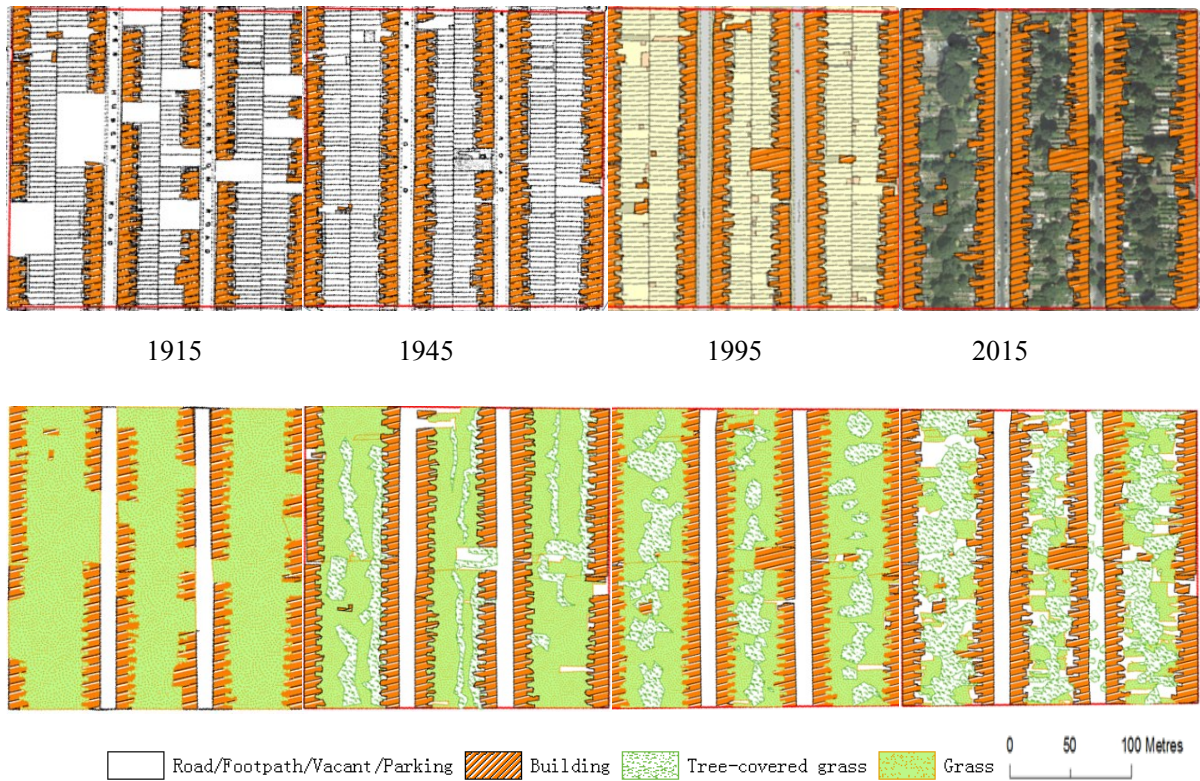 1915
1945
1995
2015
Road/Footpath/Vacant/Parking
Building
Tree-covered grass
Grass
0 50 100 Metres